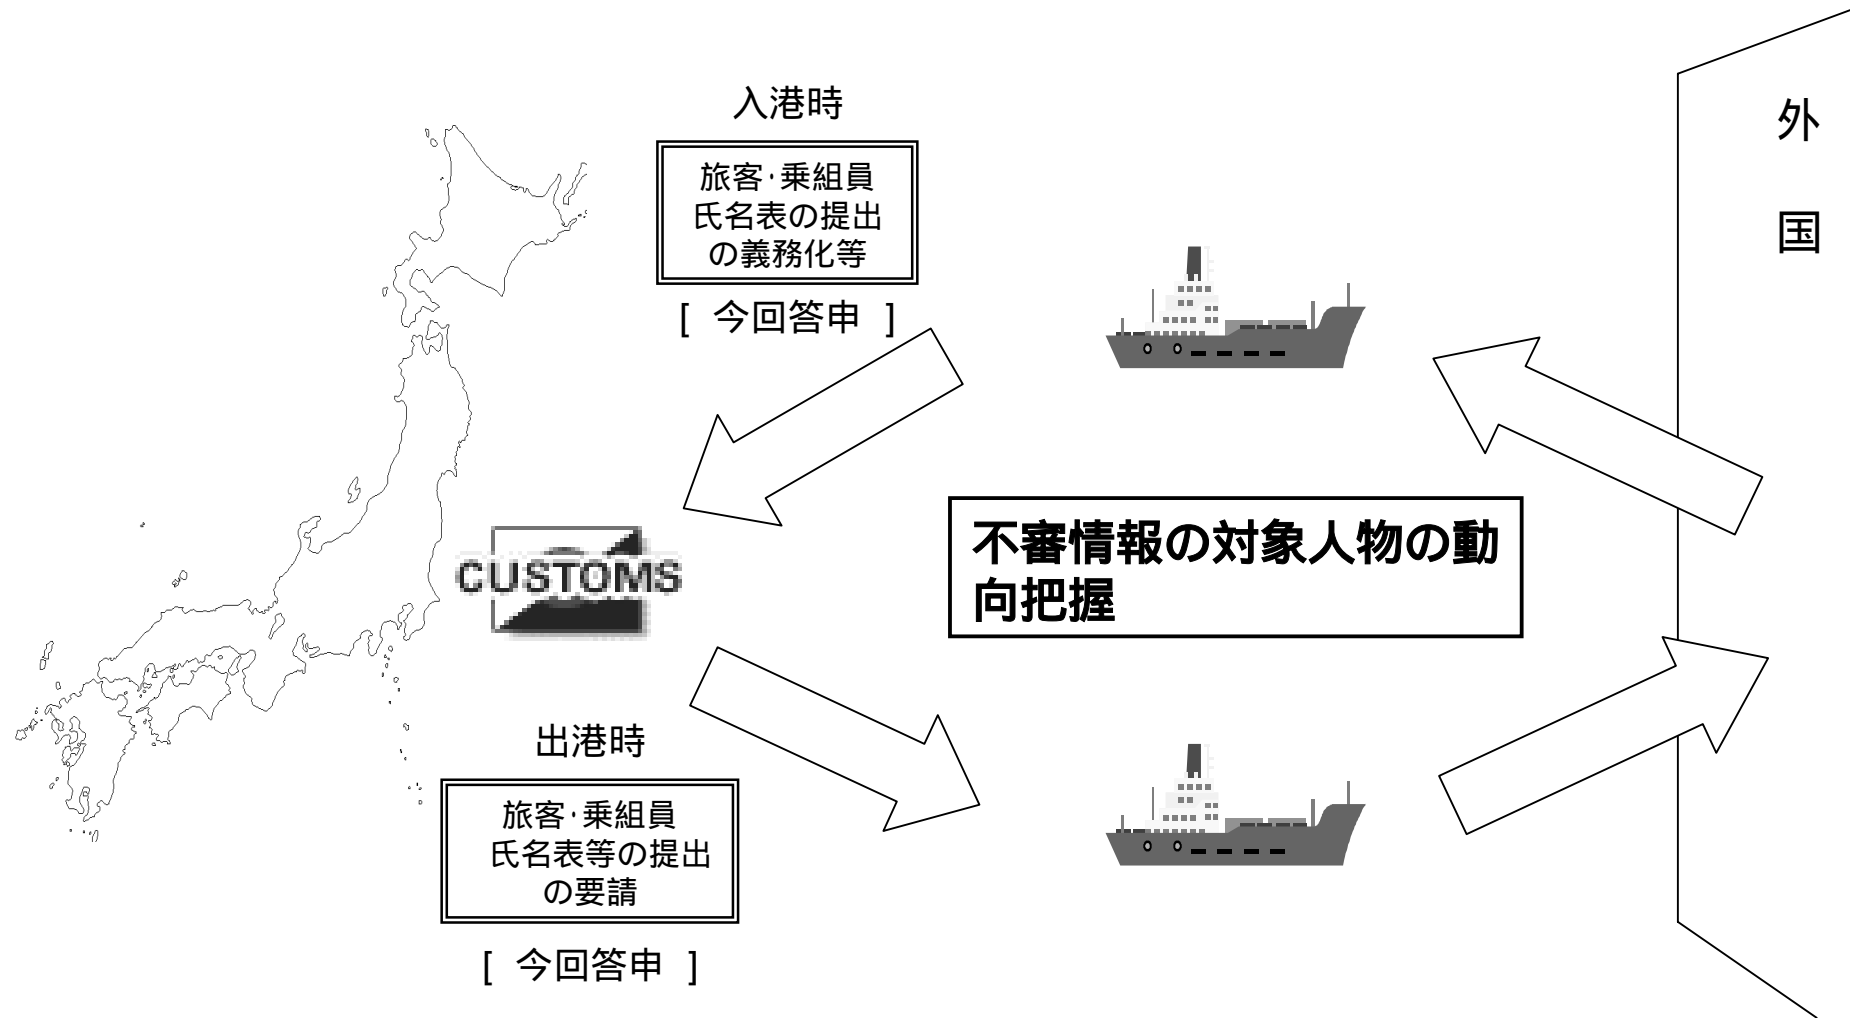 入港時
旅客・乗組員
氏名表の提出
の義務化等
[ 今回答申 ]
外
国
CUSTOMS
不審情報の対象人物の動
向把握
出港時
旅客・乗組員
氏名表等の提出
の要請
[ 今回答申 ]